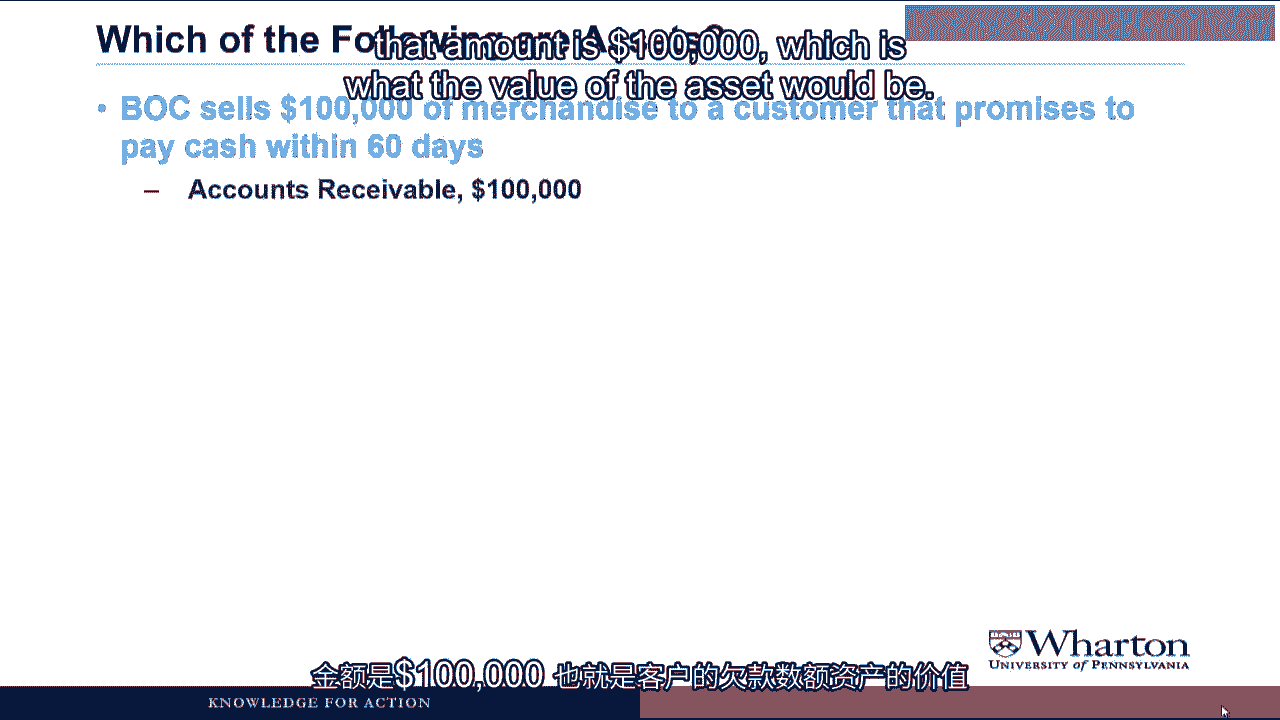 Which of the Following are Assets?
that amount is $100,000, which is
what the value of the asset would be.
• BOC sells $100,000 of merchandise to a customer that promises to
pay cash within 60 days
– Accounts Receivable, $100,000
Wharton
UNIVERSITY of PENNSYLVANIA
金额是$100,000 也就是客户的欠款数额资产的价值
KNOWLEDGE FOR ACTION